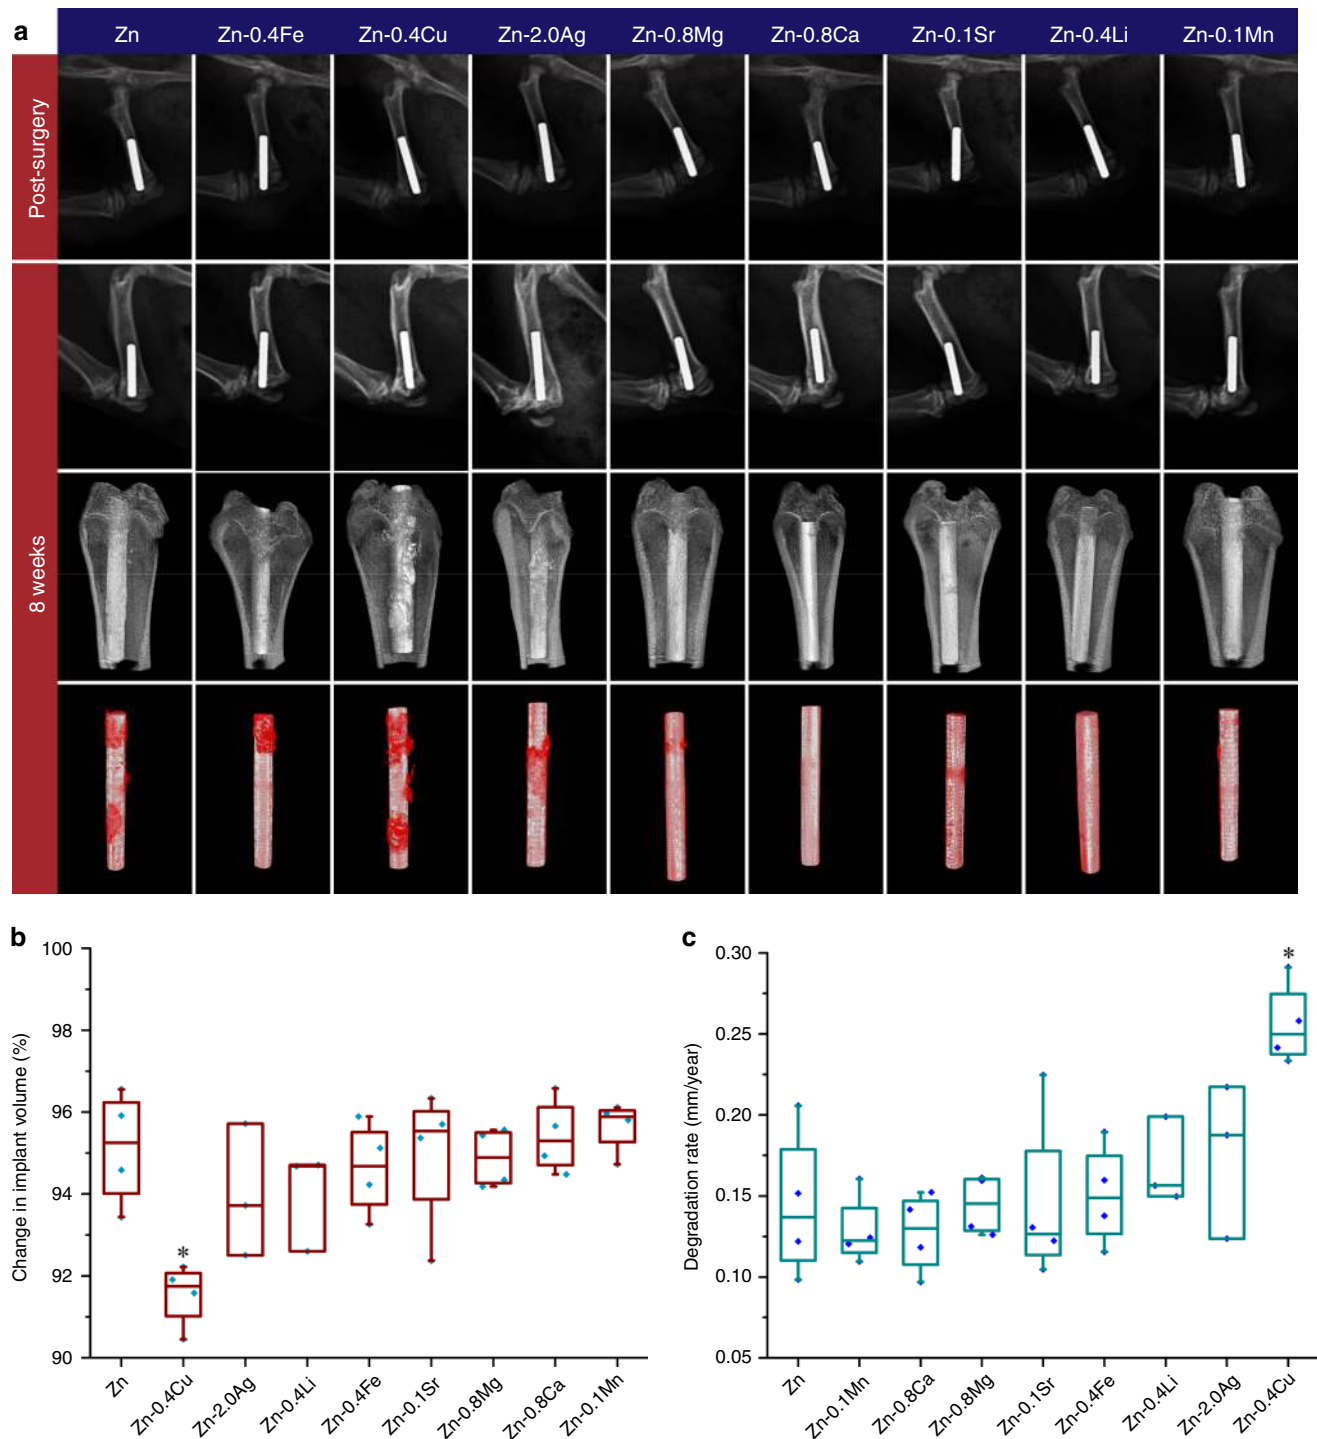 a
Zn Zn-0.4Fe Zn-0.4Cu Zn-2.0Ag Zn-0.8Mg Zn-0.8Ca Zn-0.1Sr Zn-0.4Li Zn-0.1Mn
Post-surgery
8 weeks
b
Change in implant volume (%)
100
98
96
94
92
90
*
Zn Zn-0.4Cu Zn-2.0Ag Zn-0.4Li Zn-0.4Fe Zn-0.1Sr Zn-0.8Mg Zn-0.8Ca Zn-0.1Mn
c
Degradation rate (mm/year)
0.30
0.25
0.20
0.15
0.10
0.05
*
Zn Zn-0.1Mn Zn-0.8Ca Zn-0.8Mg Zn-0.1Sr Zn-0.4Fe Zn-0.4Li Zn-2.0Ag Zn-0.4Cu